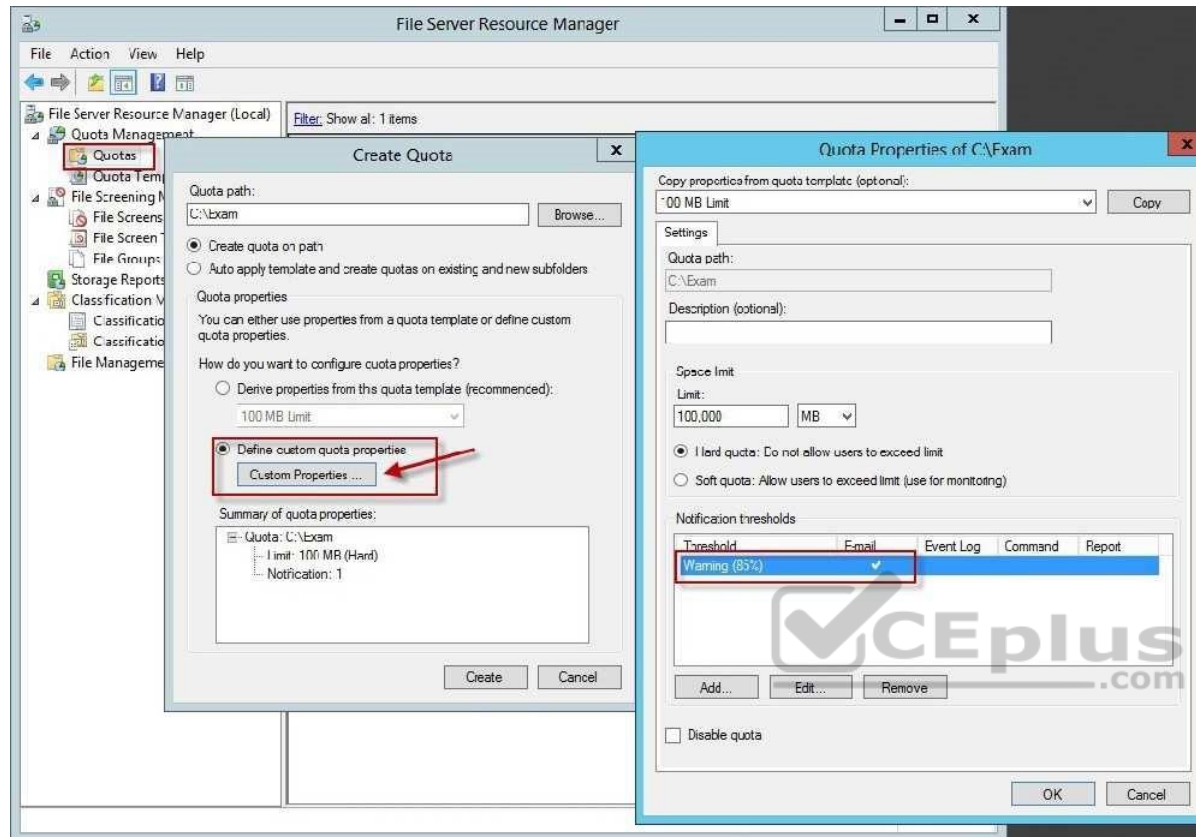 File Server Resource Manager
File Action View Help
File Server Resource Manager (Local)
Quota Management
Quotas
Quota Tem
File Screening M
File Screens
File Screen
File Groups
Storage Reports
Classification
Classificatio
Classificatio
File Manageme
Filter: Show all: 1 items
Create Quota
Quota path:
C:\Exam
Browse...
Create quota on path
Auto apply template and create quotas on existing and new subfolders
Quota properties
You can either use properties from a quota template or define custom
quota properties.
How do you want to configure quota properties?
Derive properties from this quota template (recommended):
100 MB Limit
Define custom quota properties
Custom Properties ...
Summary of quota properties:
Quota: C:\Exam
Limit: 100 MB (Hard)
Notification: 1
Create Cancel
Quota Properties of C:\Exam
Copy properties from quota template (optional):
100 MB Limit
Copy
Settings
Quota path:
C:\Exam
Description (optional):
Space limit
Limit:
100,000 MB
Hard quota: Do not allow users to exceed limit
Soft quota: Allow users to exceed limit (use for monitoring)
Notification thresholds
Threshold E-mail Event Log Command Report
Warning (85%)
CEplus
.com
Add... Edit... Remove
Disable quota
OK Cancel